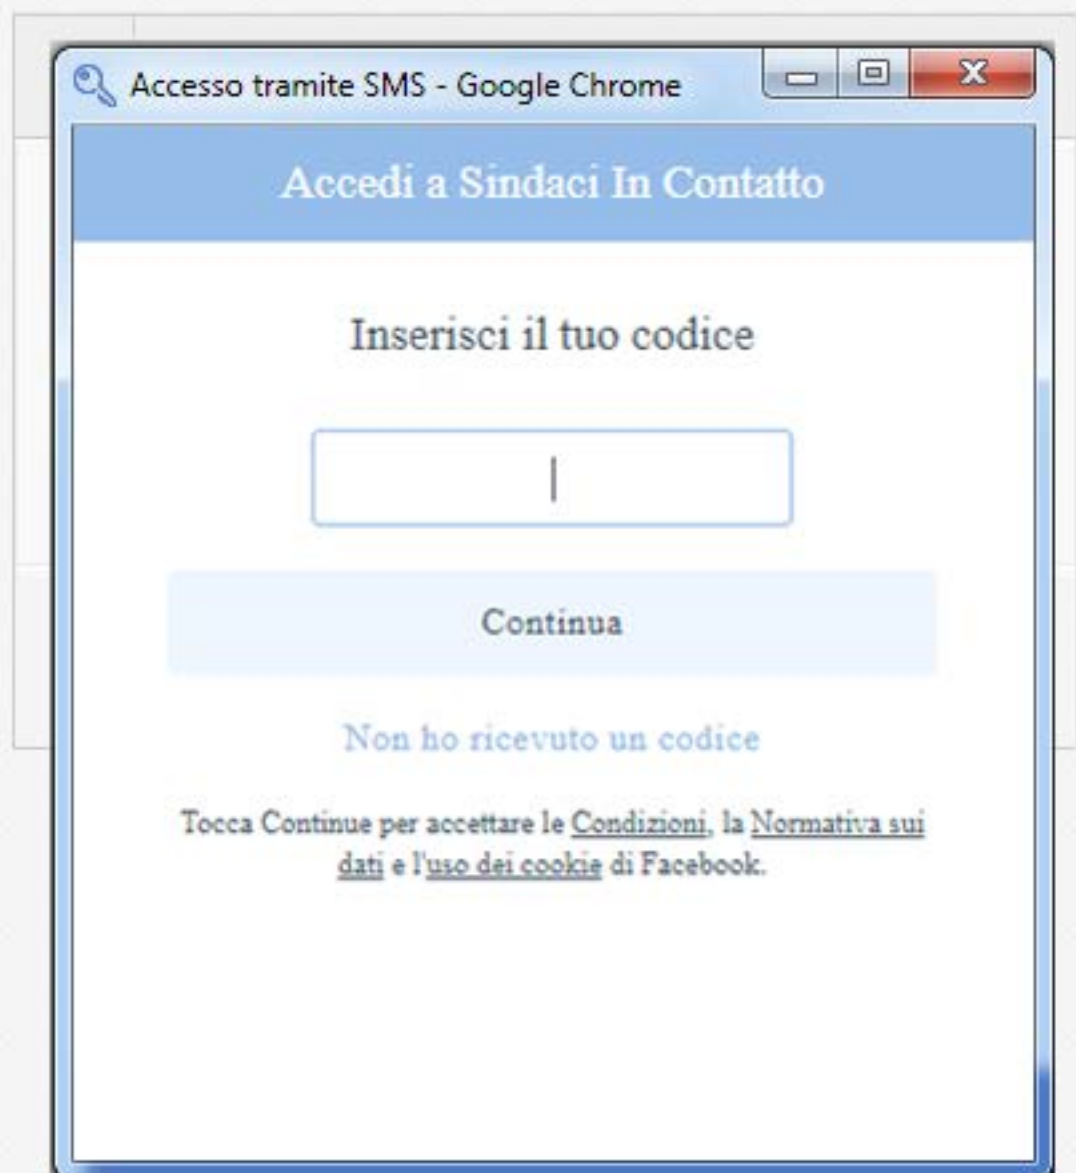 Accesso tramite SMS - Google Chrome
Accedi a Sindaci In Contatto
Inserisci il tuo codice
Continua
Non ho ricevuto un codice
Tocca Continue per accettare le Condizioni, la Normativa sui
dati e l'uso dei cookie di Facebook.